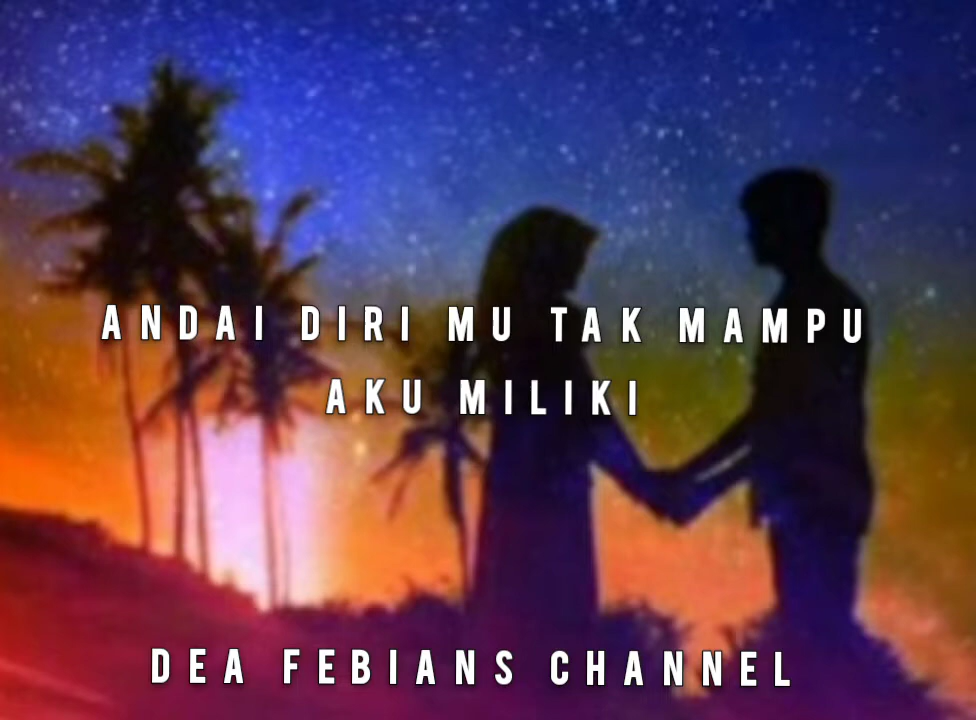 ANDAI DIRI MU TAK MAMPU
AKU MILIKI
DEA FEBIANS CHANNEL